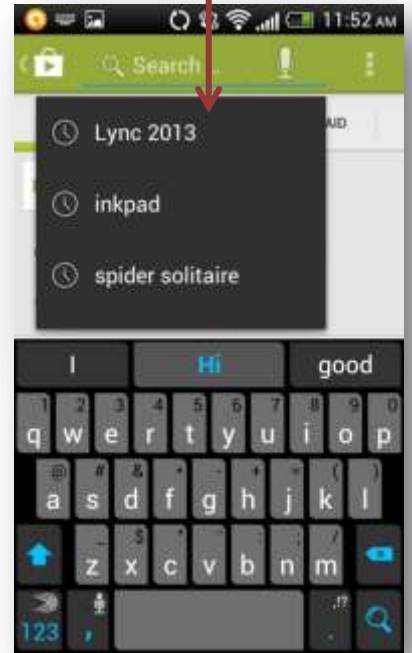 11:52 AM
Search ...
AID
Lync 2013
inkpad
spider solitaire
I Hi good
1 2 3 4 5 6 7 8 9 0
q w e r t y u i o p
@ # & * - + = ( )
a s d f g h j k l
_ $ " ' : ; /
z x c v b n m
123 , . ,!?